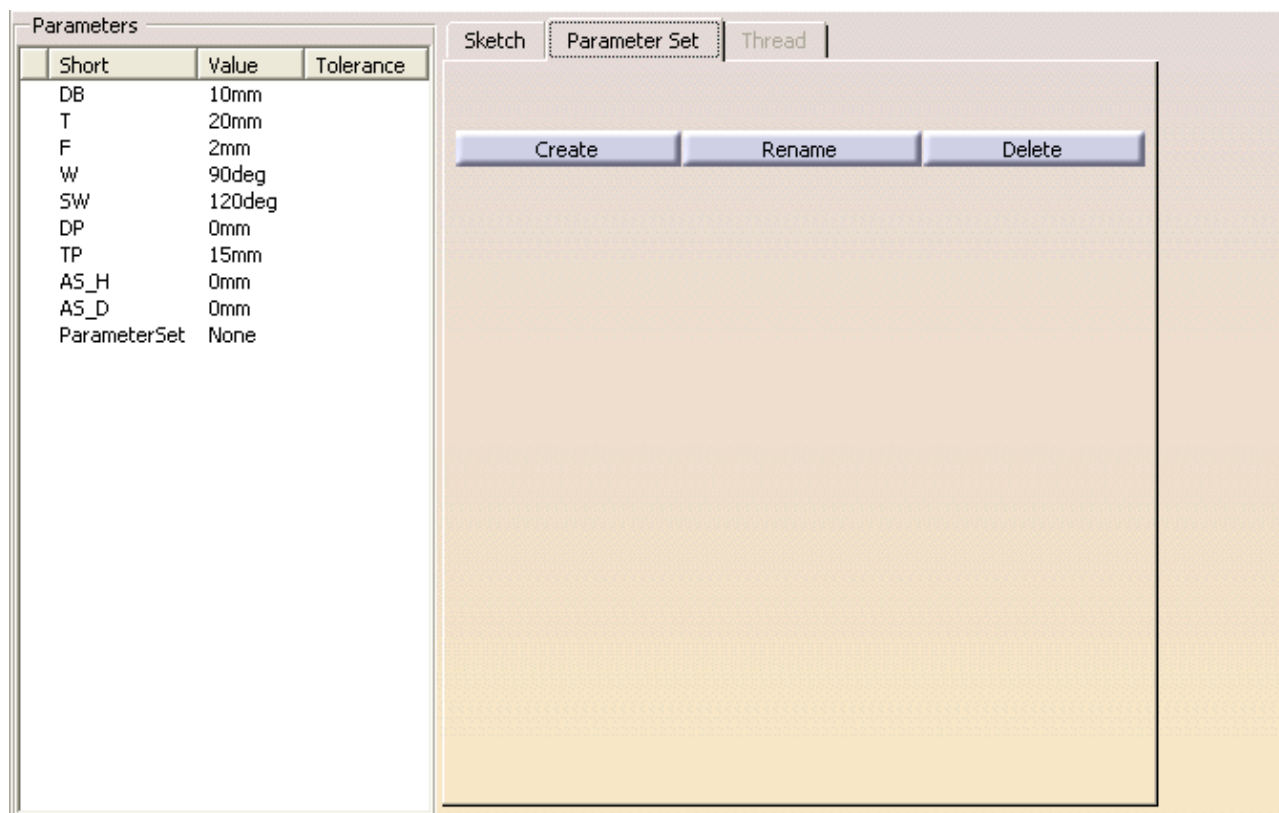 Parameters
Short Value Tolerance
DB 10mm
T 20mm
F 2mm
W 90deg
SW 120deg
DP 0mm
TP 15mm
AS_H 0mm
AS_D 0mm
ParameterSet None
Sketch Parameter Set Thread
Create Rename Delete